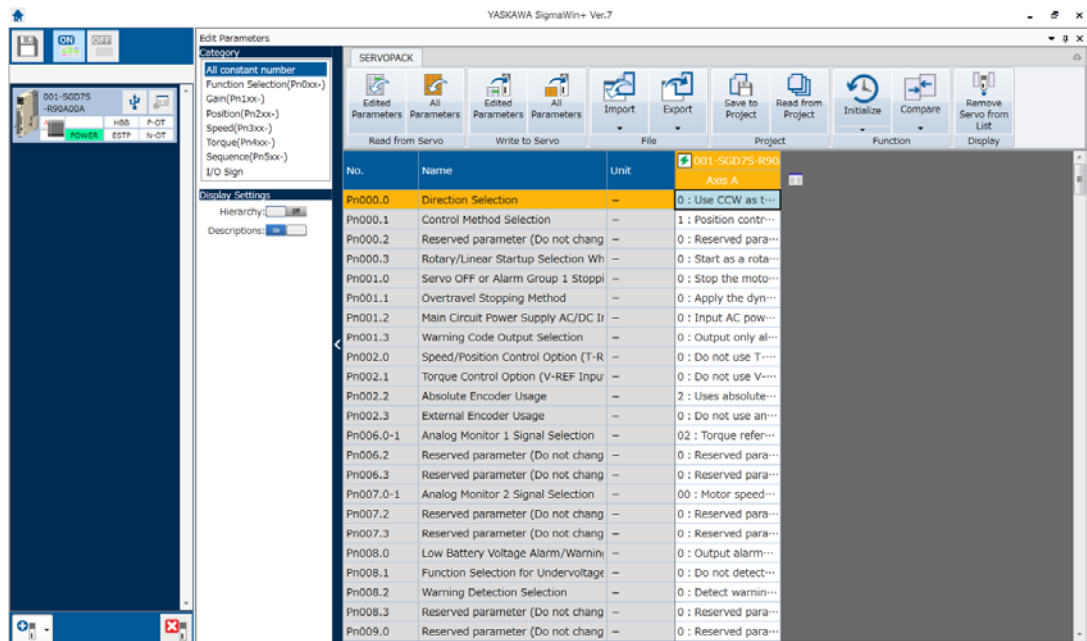 YASKAWA SigmaWin+ Ver.7
ON OFF
001-SGD7S
-R90A00A
HBB P-OT
POWER ESTP N-OT
Edit Parameters
Category
All constant number
Function Selection(Pn0xx-)
Gain(Pn1xx-)
Position(Pn2xx-)
Speed(Pn3xx-)
Torque(Pn4xx-)
Sequence(Pn5xx-)
I/O Sign
Display Settings
Hierarchy: Off
Descriptions: On
SERVOPACK
Edited Parameters
All Parameters
Read from Servo
Edited Parameters
All Parameters
Write to Servo
Import
Export
File
Save to Project
Read from Project
Project
Initialize
Compare
Function
Remove Servo from List
Display
No. Name Unit 001-SGD7S-R90
Axis A
Pn000.0 Direction Selection – 0 : Use CCW as t···
Pn000.1 Control Method Selection – 1 : Position contr···
Pn000.2 Reserved parameter (Do not chang – 0 : Reserved para···
Pn000.3 Rotary/Linear Startup Selection Wh – 0 : Start as a rota···
Pn001.0 Servo OFF or Alarm Group 1 Stoppi – 0 : Stop the moto···
Pn001.1 Overtravel Stopping Method – 0 : Apply the dyn···
Pn001.2 Main Circuit Power Supply AC/DC Ir – 0 : Input AC pow···
Pn001.3 Warning Code Output Selection – 0 : Output only al···
Pn002.0 Speed/Position Control Option (T-R – 0 : Do not use T-···
Pn002.1 Torque Control Option (V-REF Input – 0 : Do not use V-···
Pn002.2 Absolute Encoder Usage – 2 : Uses absolute···
Pn002.3 External Encoder Usage – 0 : Do not use an···
Pn006.0-1 Analog Monitor 1 Signal Selection – 02 : Torque refer···
Pn006.2 Reserved parameter (Do not chang – 0 : Reserved para···
Pn006.3 Reserved parameter (Do not chang – 0 : Reserved para···
Pn007.0-1 Analog Monitor 2 Signal Selection – 00 : Motor speed···
Pn007.2 Reserved parameter (Do not chang – 0 : Reserved para···
Pn007.3 Reserved parameter (Do not chang – 0 : Reserved para···
Pn008.0 Low Battery Voltage Alarm/Warning – 0 : Output alarm···
Pn008.1 Function Selection for Undervoltage – 0 : Do not detect···
Pn008.2 Warning Detection Selection – 0 : Detect warnin···
Pn008.3 Reserved parameter (Do not chang – 0 : Reserved para···
Pn009.0 Reserved parameter (Do not chang – 0 : Reserved para···